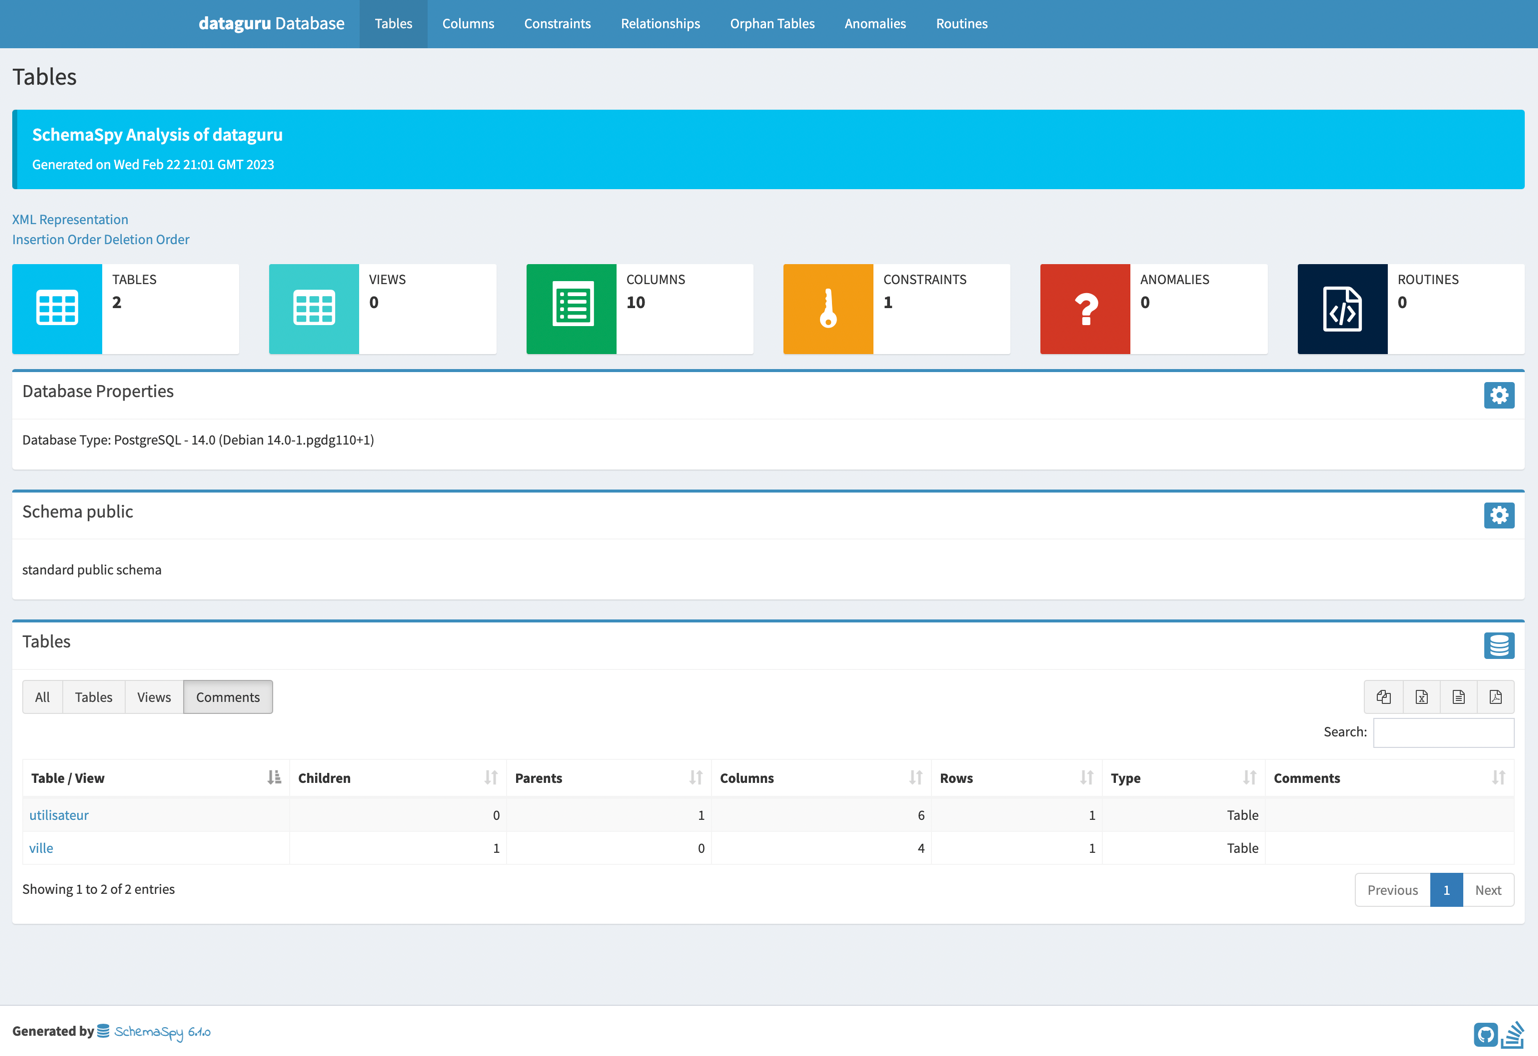 dataguru Database Tables Columns Constraints Relationships Orphan Tables Anomalies Routines
Tables
SchemaSpy Analysis of dataguru
Generated on Wed Feb 22 21:01 GMT 2023
XML Representation
Insertion Order Deletion Order
TABLES
2
VIEWS
0
COLUMNS
10
CONSTRAINTS
1
ANOMALIES
0
ROUTINES
0
Database Properties
Database Type: PostgreSQL - 14.0 (Debian 14.0-1.pgdg110+1)
Schema public
standard public schema
Tables
All Tables Views Comments
Search:
Table / View Children Parents Columns Rows Type Comments
utilisateur 0 1 6 1 Table
ville 1 0 4 1 Table
Showing 1 to 2 of 2 entries
Previous 1 Next
Generated by SchemaSpy 6.1.0